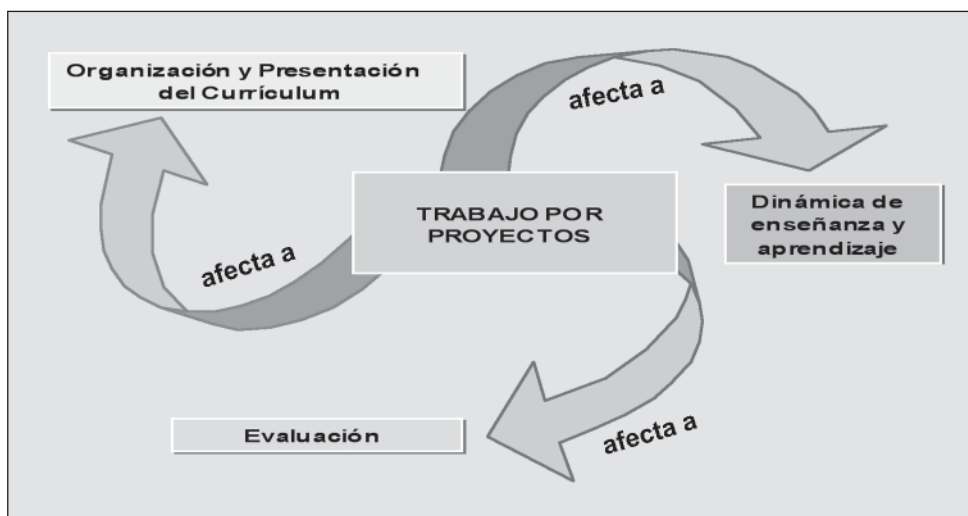 Organización y Presentación
del Currículum
afecta a
TRABAJO POR
PROYECTOS
Dinámica de
enseñanza y
aprendizaje
afecta a
Evaluación
afecta a